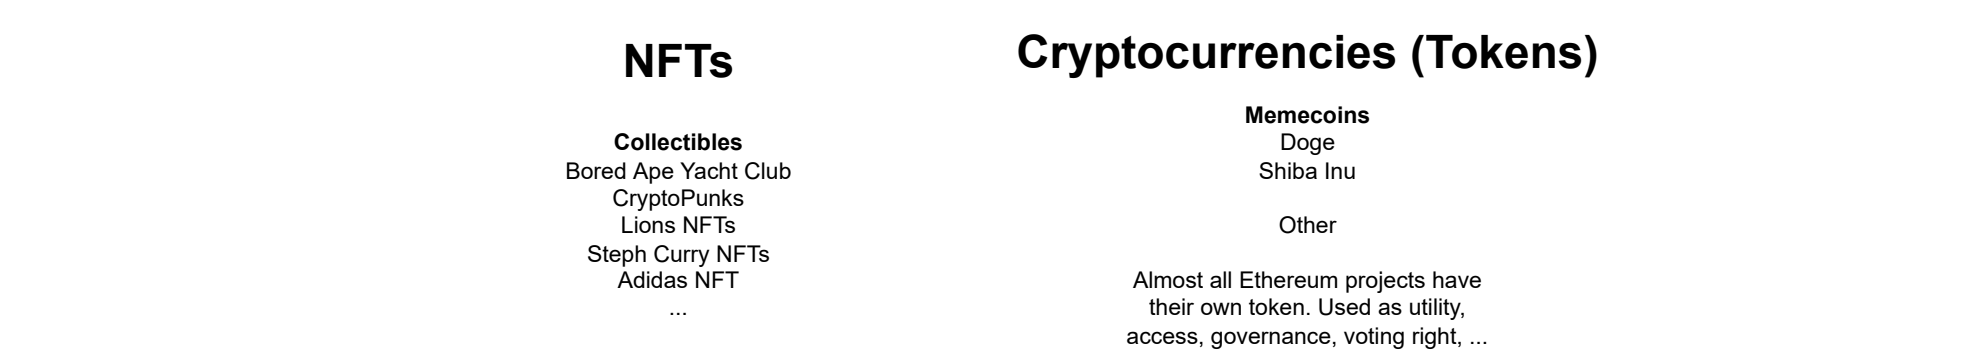 NFTs
Collectibles
Bored Ape Yacht Club
CryptoPunks
Lions NFTs
Steph Curry NFTs
Adidas NFT
...
Cryptocurrencies (Tokens)
Memecoins
Doge
Shiba Inu
Other
Almost all Ethereum projects have
their own token. Used as utility,
access, governance, voting right, ...